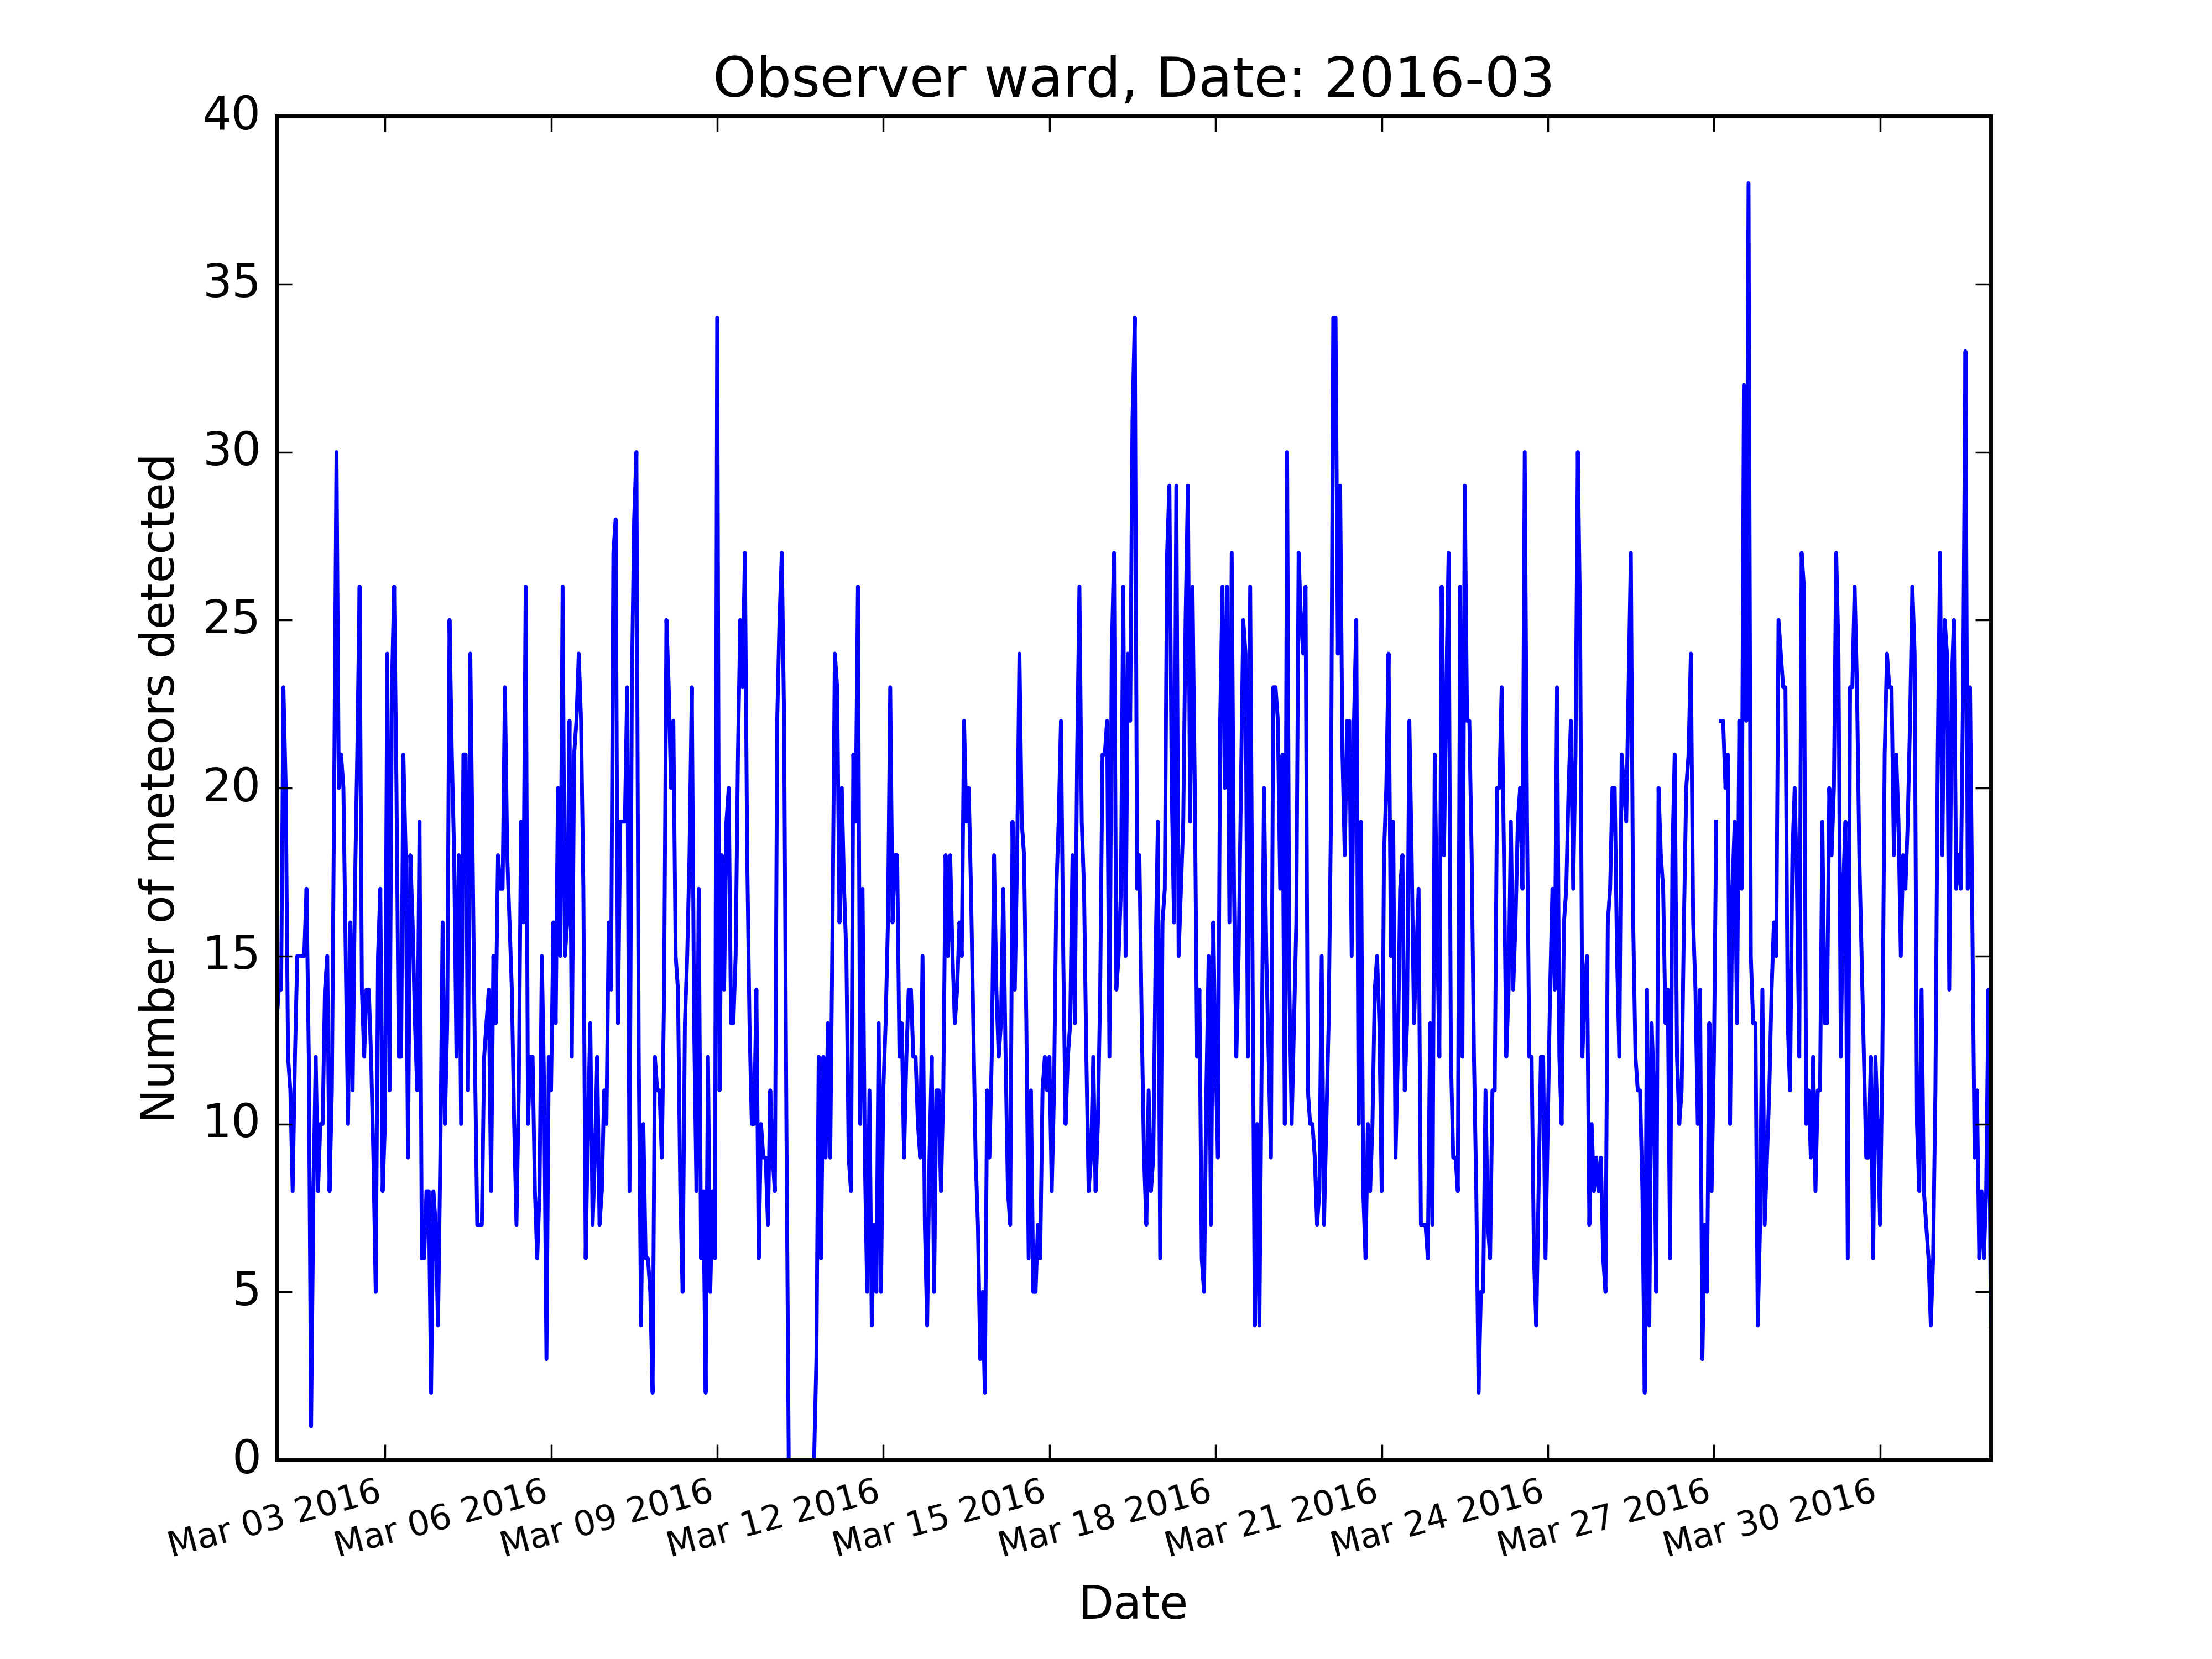 Observer ward, Date: 2016-03
40
35
30
25
20
15
10
5
0
Number of meteors detected
Mar 03 2016
Mar 06 2016
Mar 09 2016
Mar 12 2016
Mar 15 2016
Mar 18 2016
Mar 21 2016
Mar 24 2016
Mar 27 2016
Mar 30 2016
Date